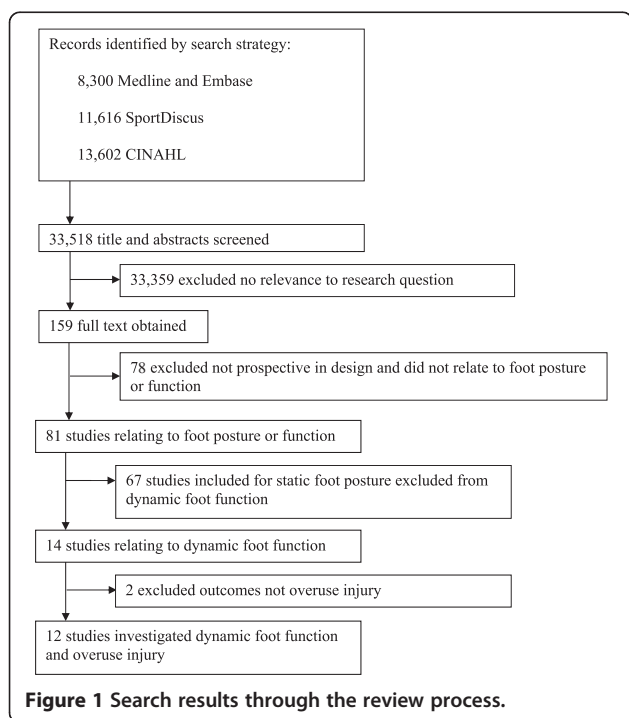 Records identified by search strategy:
8,300 Medline and Embase
11,616 SportDiscus
13,602 CINAHL
33,518 title and abstracts screened
33,359 excluded no relevance to research question
159 full text obtained
78 excluded not prospective in design and did not relate to foot posture
or function
81 studies relating to foot posture or function
67 studies included for static foot posture excluded from
dynamic foot function
14 studies relating to dynamic foot function
2 excluded outcomes not overuse injury
12 studies investigated dynamic foot function
and overuse injury
Figure 1 Search results through the review process.